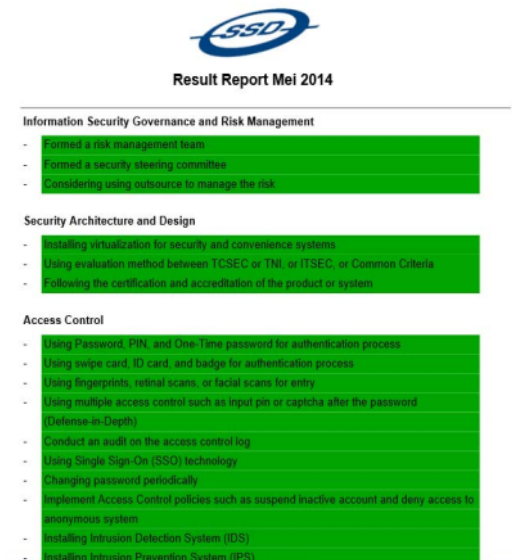 SSD
Result Report Mei 2014
Information Security Governance and Risk Management
- Formed a risk management team
- Formed a security steering committee
- Considering using outsource to manage the risk
Security Architecture and Design
- Installing virtualization for security and convenience systems
- Using evaluation method between TCSEC or TNI, or ITSEC, or Common Criteria
- Following the certification and accreditation of the product or system
Access Control
- Using Password, PIN, and One-Time password for authentication process
- Using swipe card, ID card, and badge for authentication process
- Using fingerprints, retinal scans, or facial scans for entry
- Using multiple access control such as input pin or captcha after the password
(Defense-in-Depth)
- Conduct an audit on the access control log
- Using Single Sign-On (SSO) technology
- Changing password periodically
- Implement Access Control policies such as suspend inactive account and deny access to
anonymous system
- Installing Intrusion Detection System (IDS)
- Installing Intrusion Prevention System (IPS)